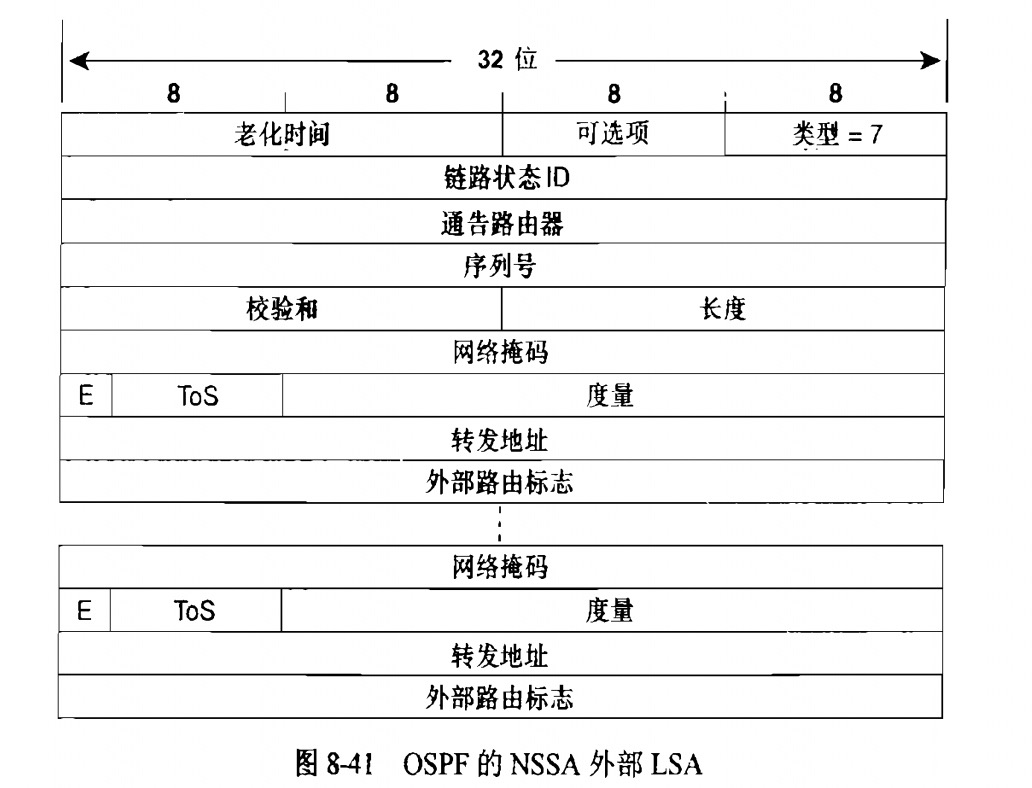 32 位
8 8 8 8
老化时间 可选项 类型 = 7
链路状态ID
通告路由器
序列号
校验和 长度
网络掩码
E ToS 度量
转发地址
外部路由标志
网络掩码
E ToS 度量
转发地址
外部路由标志
图 8-41 OSPF 的 NSSA 外部 LSA